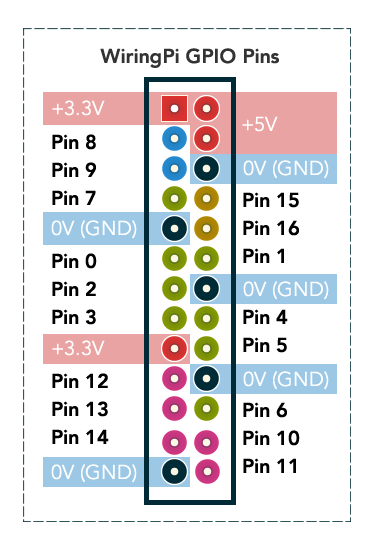 WiringPi GPIO Pins
+3.3V
+5V
Pin 8
Pin 9
0V (GND)
Pin 7
Pin 15
0V (GND)
Pin 16
Pin 0
Pin 1
Pin 2
0V (GND)
Pin 3
Pin 4
+3.3V
Pin 5
Pin 12
0V (GND)
Pin 13
Pin 6
Pin 14
Pin 10
0V (GND)
Pin 11